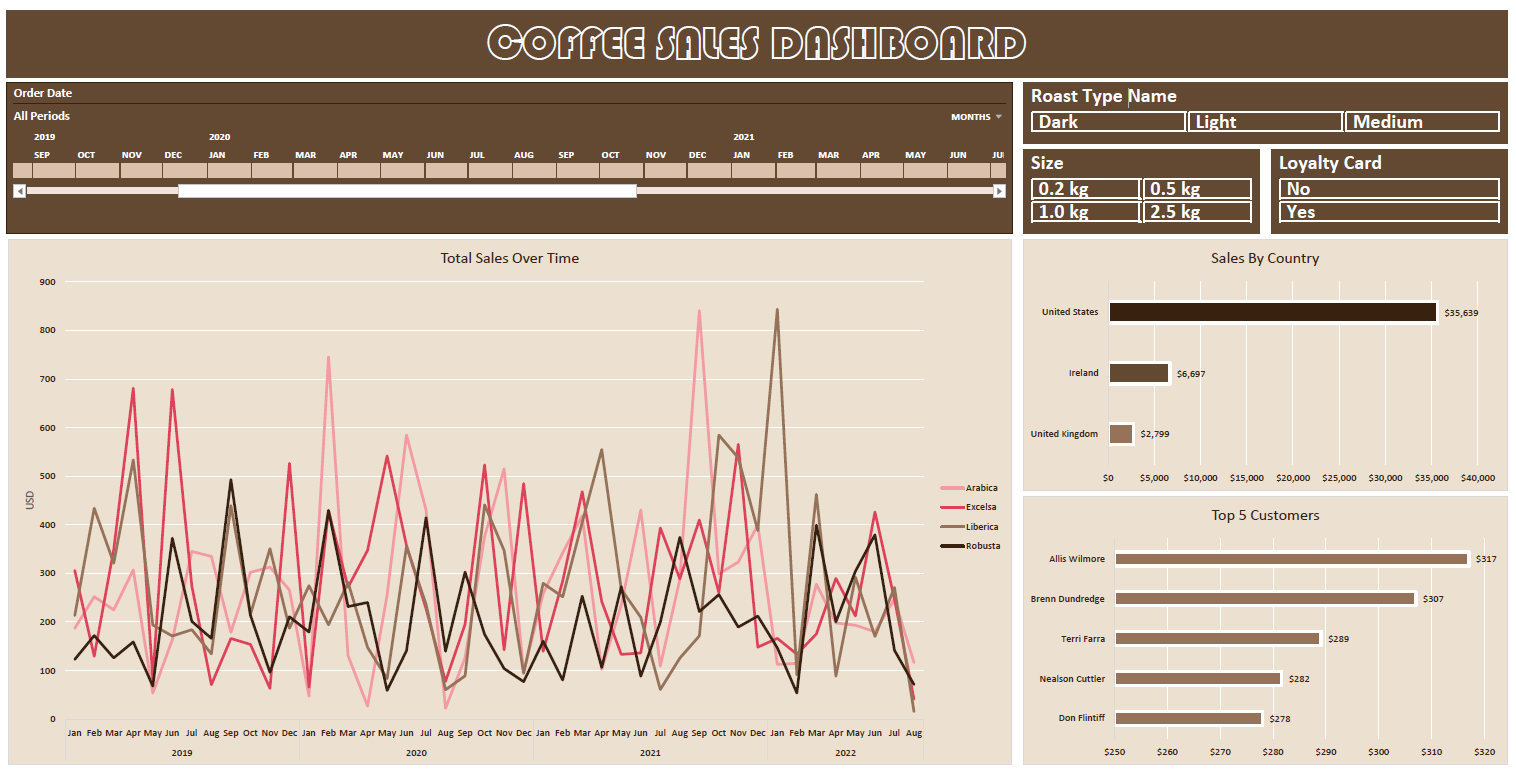 COFFEE SALES DASHBOARD
Order Date
All Periods
MONTHS
2019 2020 2021
SEP OCT NOV DEC JAN FEB MAR APR MAY JUN JUL AUG SEP OCT NOV DEC JAN FEB MAR APR MAY JUN
Roast Type Name
Dark Light Medium
Size
0.2 kg 0.5 kg
1.0 kg 2.5 kg
Loyalty Card
No
Yes
Total Sales Over Time
900
800
700
600
500
400
300
200
100
0
USD
Jan Feb Mar Apr May Jun Jul Aug Sep Oct Nov Dec Jan Feb Mar Apr May Jun Jul Aug Sep Oct Nov Dec Jan Feb Mar Apr May Jun Jul Aug Sep Oct Nov Dec Jan Feb Mar Apr May Jun Jul Aug
2019 2020 2021 2022
Arabica
Excelsa
Liberica
Robusta
Sales By Country
United States $35,639
Ireland $6,697
United Kingdom $2,799
$0 $5,000 $10,000 $15,000 $20,000 $25,000 $30,000 $35,000 $40,000
Top 5 Customers
Allis Wilmore $317
Brenn Dundredge $307
Terri Farra $289
Nealson Cuttler $282
Don Flintiff $278
$250 $260 $270 $280 $290 $300 $310 $320